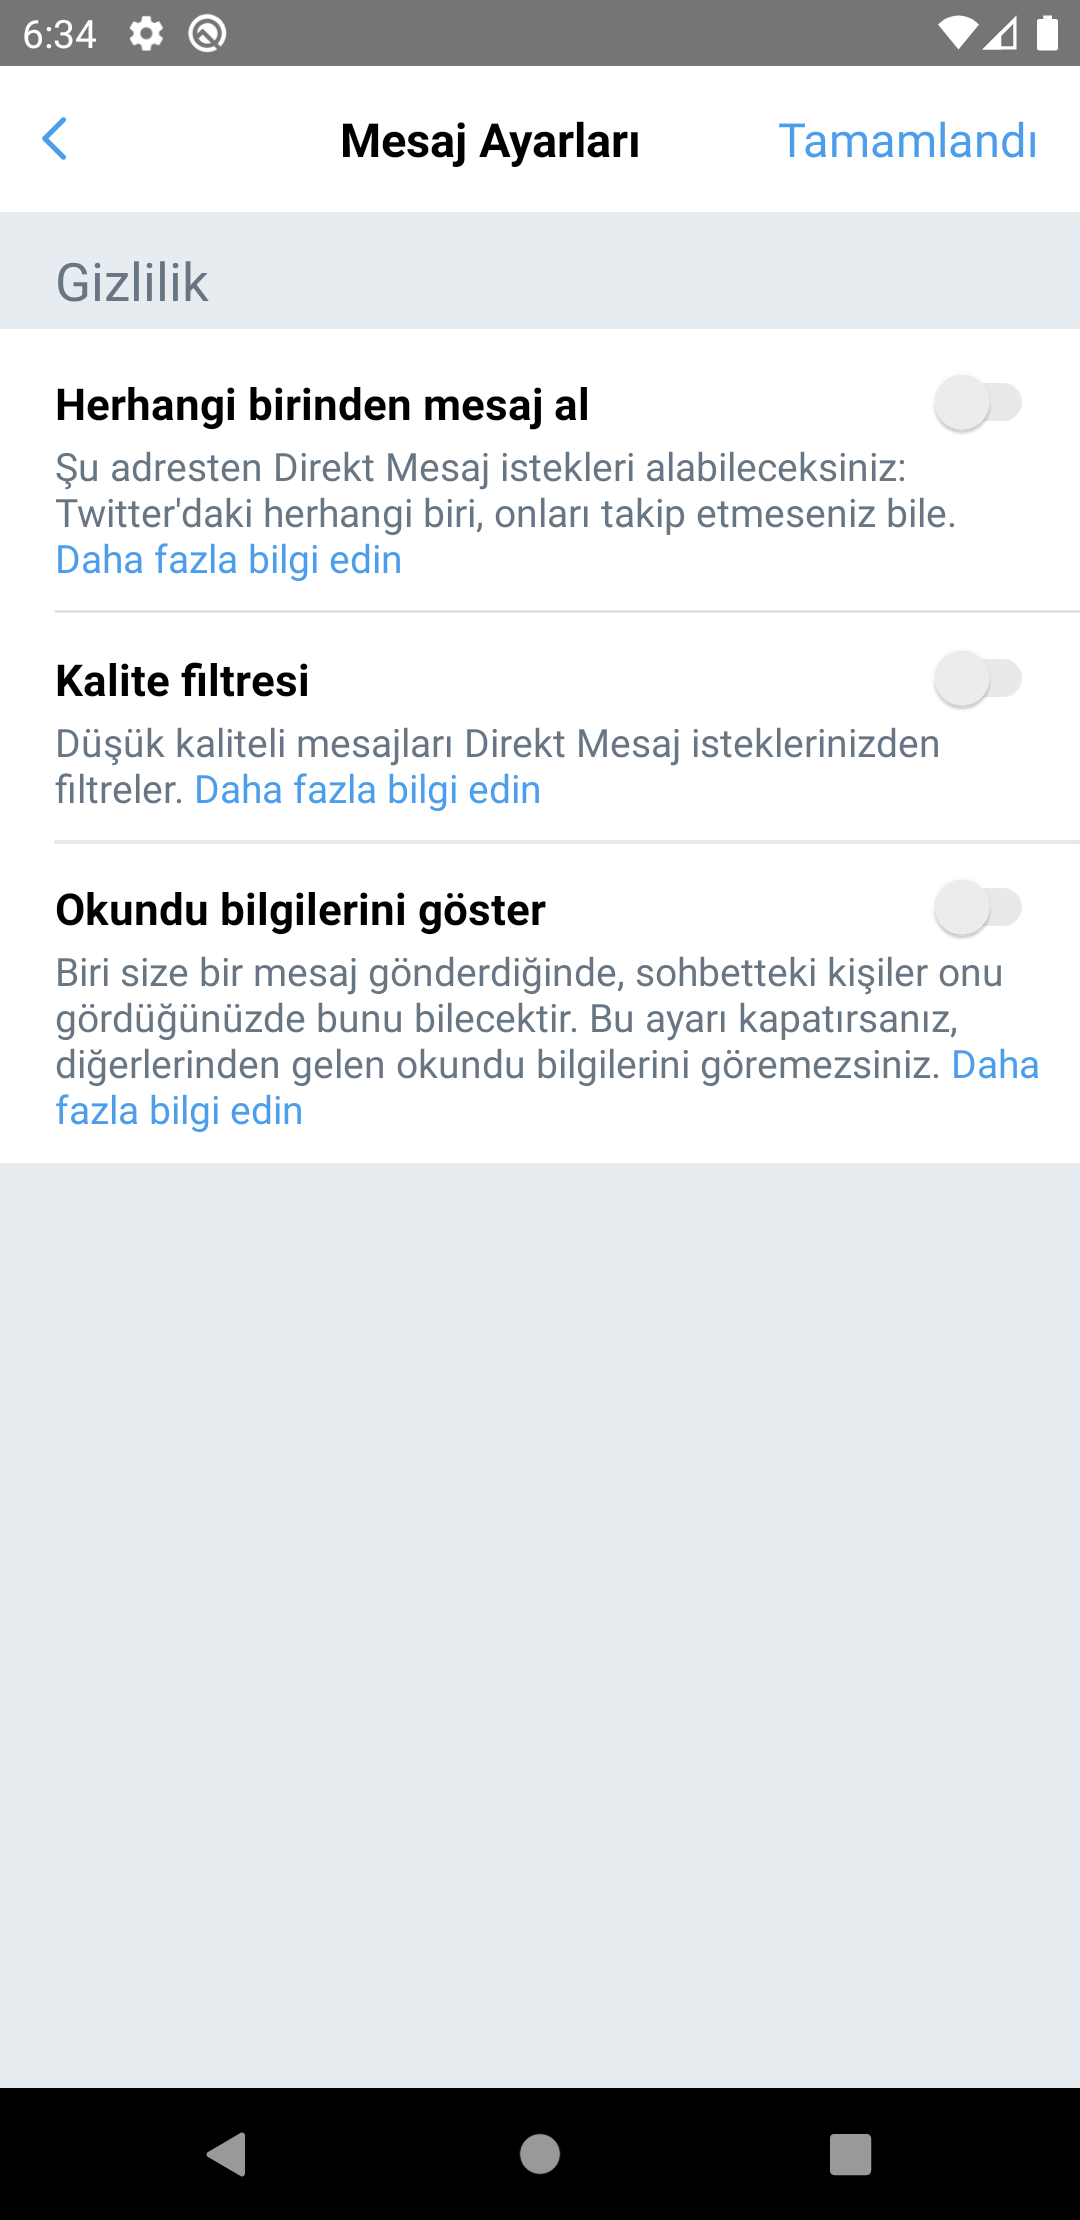 6:34
Mesaj Ayarları
Tamamlandı
Gizlilik
Herhangi birinden mesaj al
Şu adresten Direkt Mesaj istekleri alabileceksiniz:
Twitter'daki herhangi biri, onları takip etmeseniz bile.
Daha fazla bilgi edin
Kalite filtresi
Düşük kaliteli mesajları Direkt Mesaj isteklerinizden
filtreler. Daha fazla bilgi edin
Okundu bilgilerini göster
Biri size bir mesaj gönderdiğinde, sohbetteki kişiler onu
gördüğünüzde bunu bilecektir. Bu ayarı kapatırsanız,
diğerlerinden gelen okundu bilgilerini göremezsiniz. Daha
fazla bilgi edin